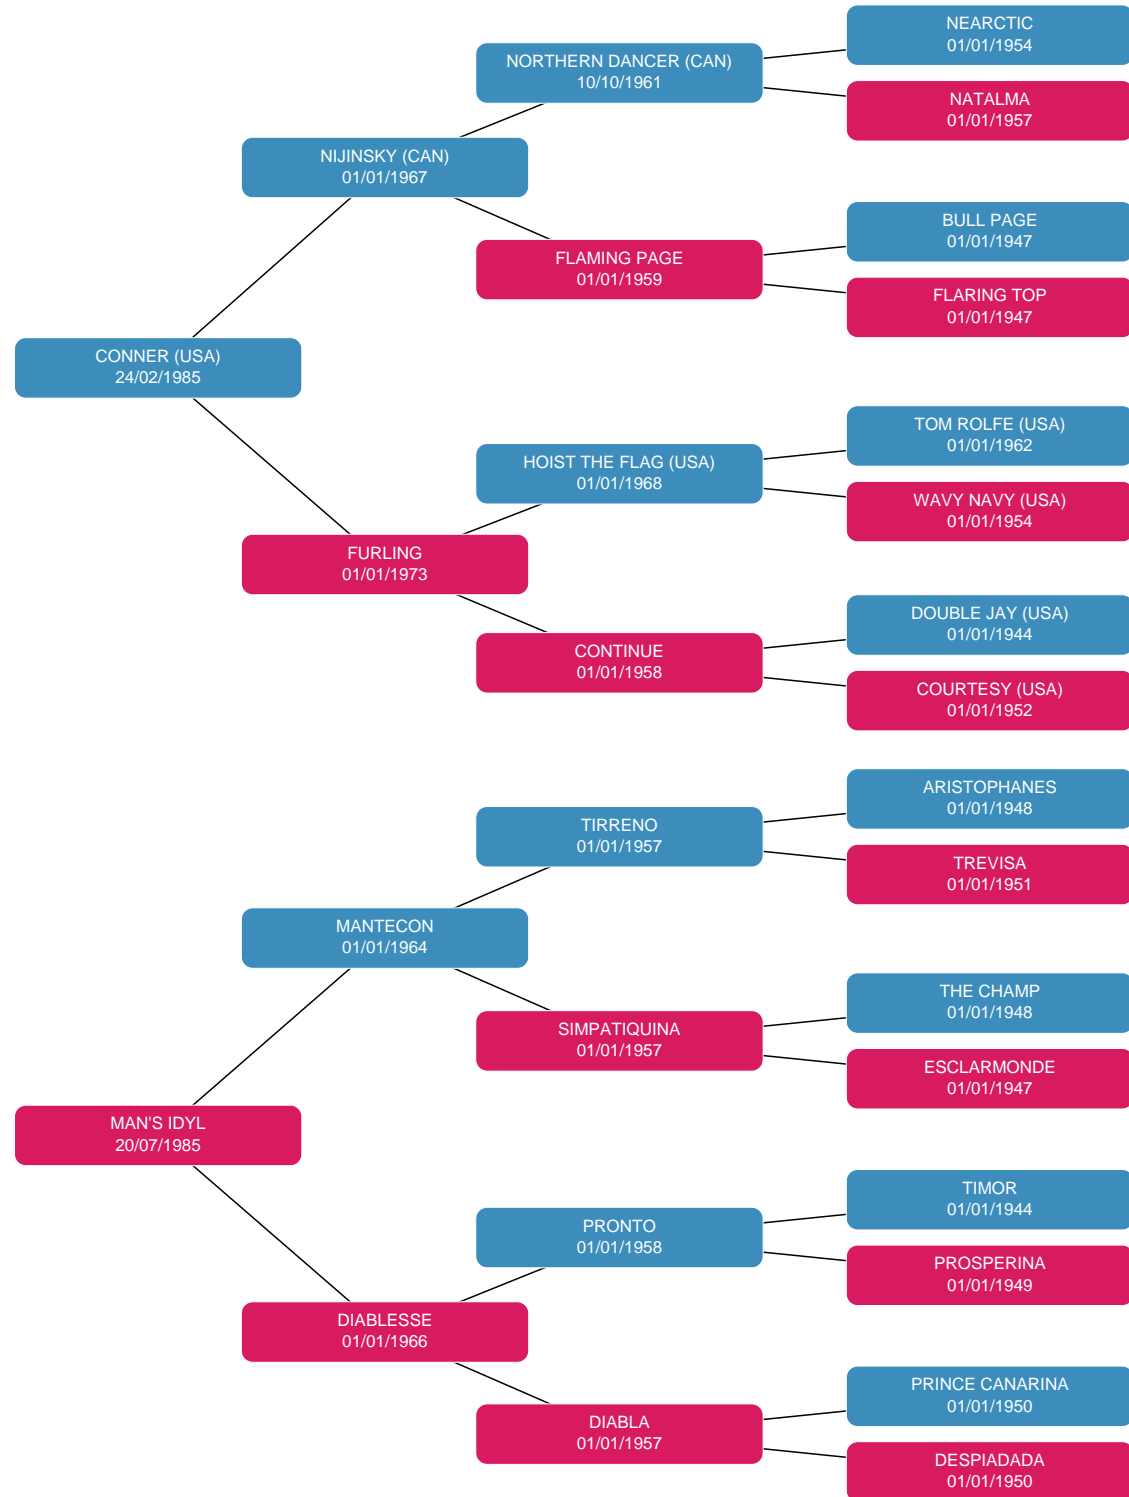 NEARCTIC
01/01/1954
NORTHERN DANCER (CAN)
10/10/1961
NATALMA
01/01/1957
NIJINSKY (CAN)
01/01/1967
BULL PAGE
01/01/1947
FLAMING PAGE
01/01/1959
FLARING TOP
01/01/1947
CONNER (USA)
24/02/1985
TOM ROLFE (USA)
01/01/1962
HOIST THE FLAG (USA)
01/01/1968
WAVY NAVY (USA)
01/01/1954
FURLING
01/01/1973
DOUBLE JAY (USA)
01/01/1944
CONTINUE
01/01/1958
COURTESY (USA)
01/01/1952
ARISTOPHANES
01/01/1948
TIRRENO
01/01/1957
TREVISA
01/01/1951
MANTECON
01/01/1964
THE CHAMP
01/01/1948
SIMPATIQUINA
01/01/1957
ESCLARMONDE
01/01/1947
MAN'S IDYL
20/07/1985
TIMOR
01/01/1944
PRONTO
01/01/1958
PROSPERINA
01/01/1949
DIABLESSE
01/01/1966
PRINCE CANARINA
01/01/1950
DIABLA
01/01/1957
DESPIADADA
01/01/1950